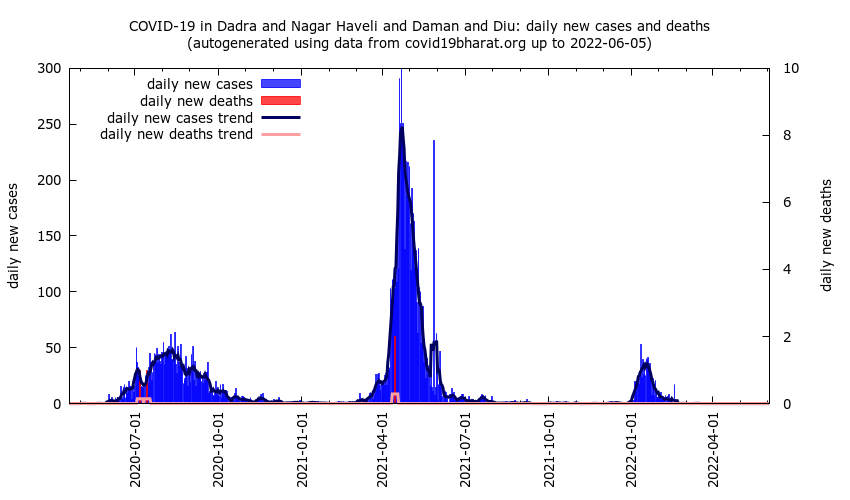 COVID-19 in Dadra and Nagar Haveli and Daman and Diu: daily new cases and deaths
(autogenerated using data from covid19bharat.org up to 2022-06-05)
daily new cases
daily new deaths
daily new cases trend
daily new deaths trend
300
250
200
150
100
50
0
daily new cases
10
8
6
4
2
0
daily new deaths
2020-07-01
2020-10-01
2021-01-01
2021-04-01
2021-07-01
2021-10-01
2022-01-01
2022-04-01